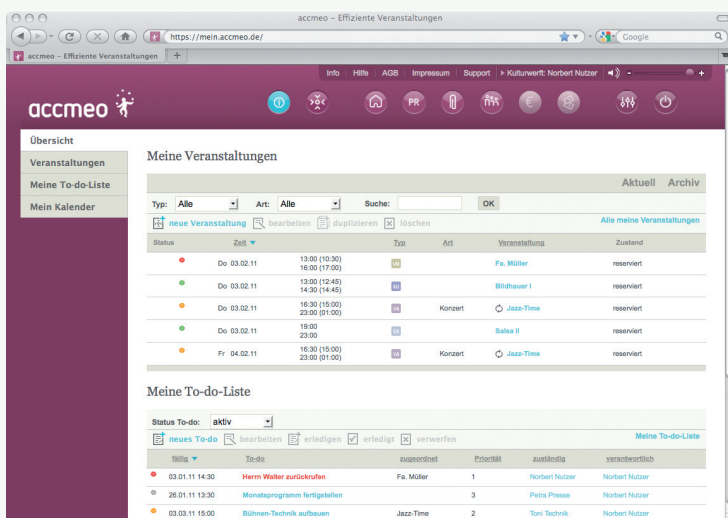 accmeo – Effiziente Veranstaltungen
https://mein.accmeo.de/
Google
accmeo – Effiziente Veranstaltungen
Info | Hilfe | AGB | Impressum | Support | Kulturwerft: Norbert Nutzer
accmeo
PR
Übersicht
Veranstaltungen
Meine To-do-Liste
Mein Kalender
Meine Veranstaltungen
Aktuell Archiv
Typ: Alle Art: Alle Suche: OK
neue Veranstaltung bearbeiten duplizieren löschen Alle meine Veranstaltungen
Status Zeit Typ Art Veranstaltung Zustand
Do 03.02.11 13:00 (10:30) Fa. Müller reserviert
16:00 (17:00)
Do 03.02.11 13:00 (12:45) Bildhauer I reserviert
14:30 (14:45)
Do 03.02.11 16:30 (15:00) VA Konzert Jazz-Time reserviert
23:00 (01:00)
Do 03.02.11 19:00 Salsa II reserviert
23:00
Fr 04.02.11 16:30 (15:00) VA Konzert Jazz-Time reserviert
23:00 (01:00)
Meine To-do-Liste
Status To-do: aktiv
neues To-do bearbeiten erledigen erledigt verwerfen Meine To-do-Liste
fällig To-do zugeordnet Priorität zuständig verantwortlich
03.01.11 14:30 Herrn Walter zurückrufen Fa. Müller 1 Norbert Nutzer Norbert Nutzer
26.01.11 13:30 Monatsprogramm fertigstellen 3 Petra Presse Norbert Nutzer
03.03.11 15:00 Bühnen-Technik aufbauen Jazz-Time 2 Toni Technik Norbert Nutzer